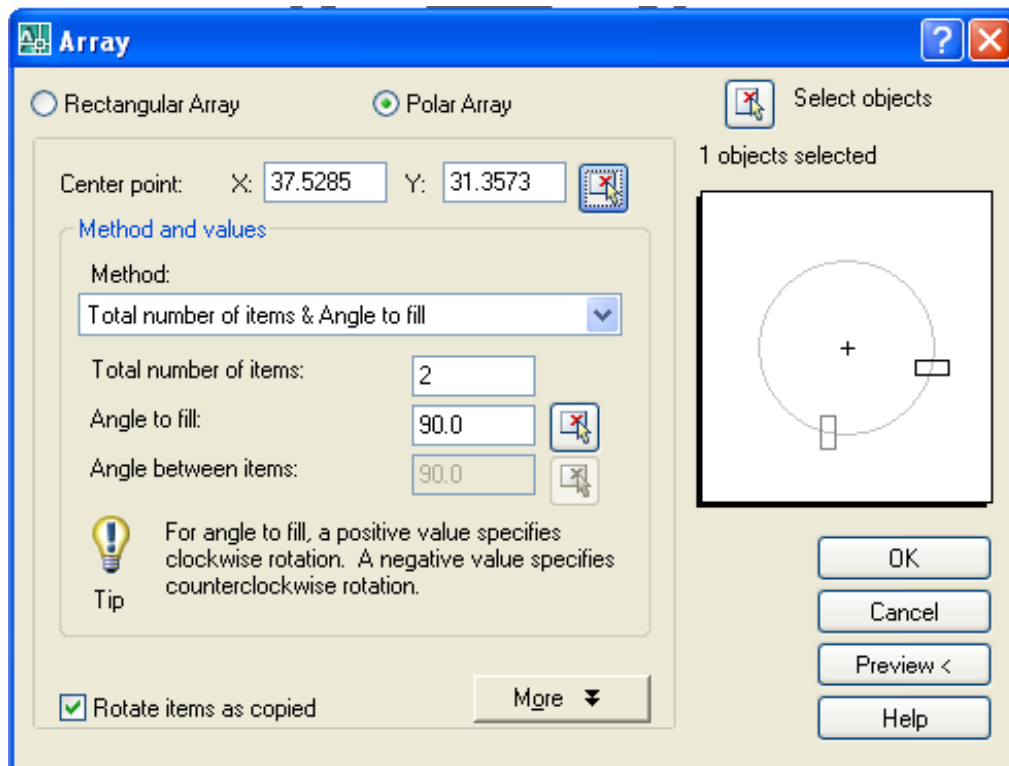 Array
Rectangular Array
Polar Array
Select objects
1 objects selected
Center point: X: 37.5285 Y: 31.3573
Method and values
Method:
Total number of items & Angle to fill
Total number of items: 2
Angle to fill: 90.0
Angle between items: 90.0
For angle to fill, a positive value specifies
clockwise rotation. A negative value specifies
counterclockwise rotation.
Tip
Rotate items as copied
More
OK
Cancel
Preview <
Help